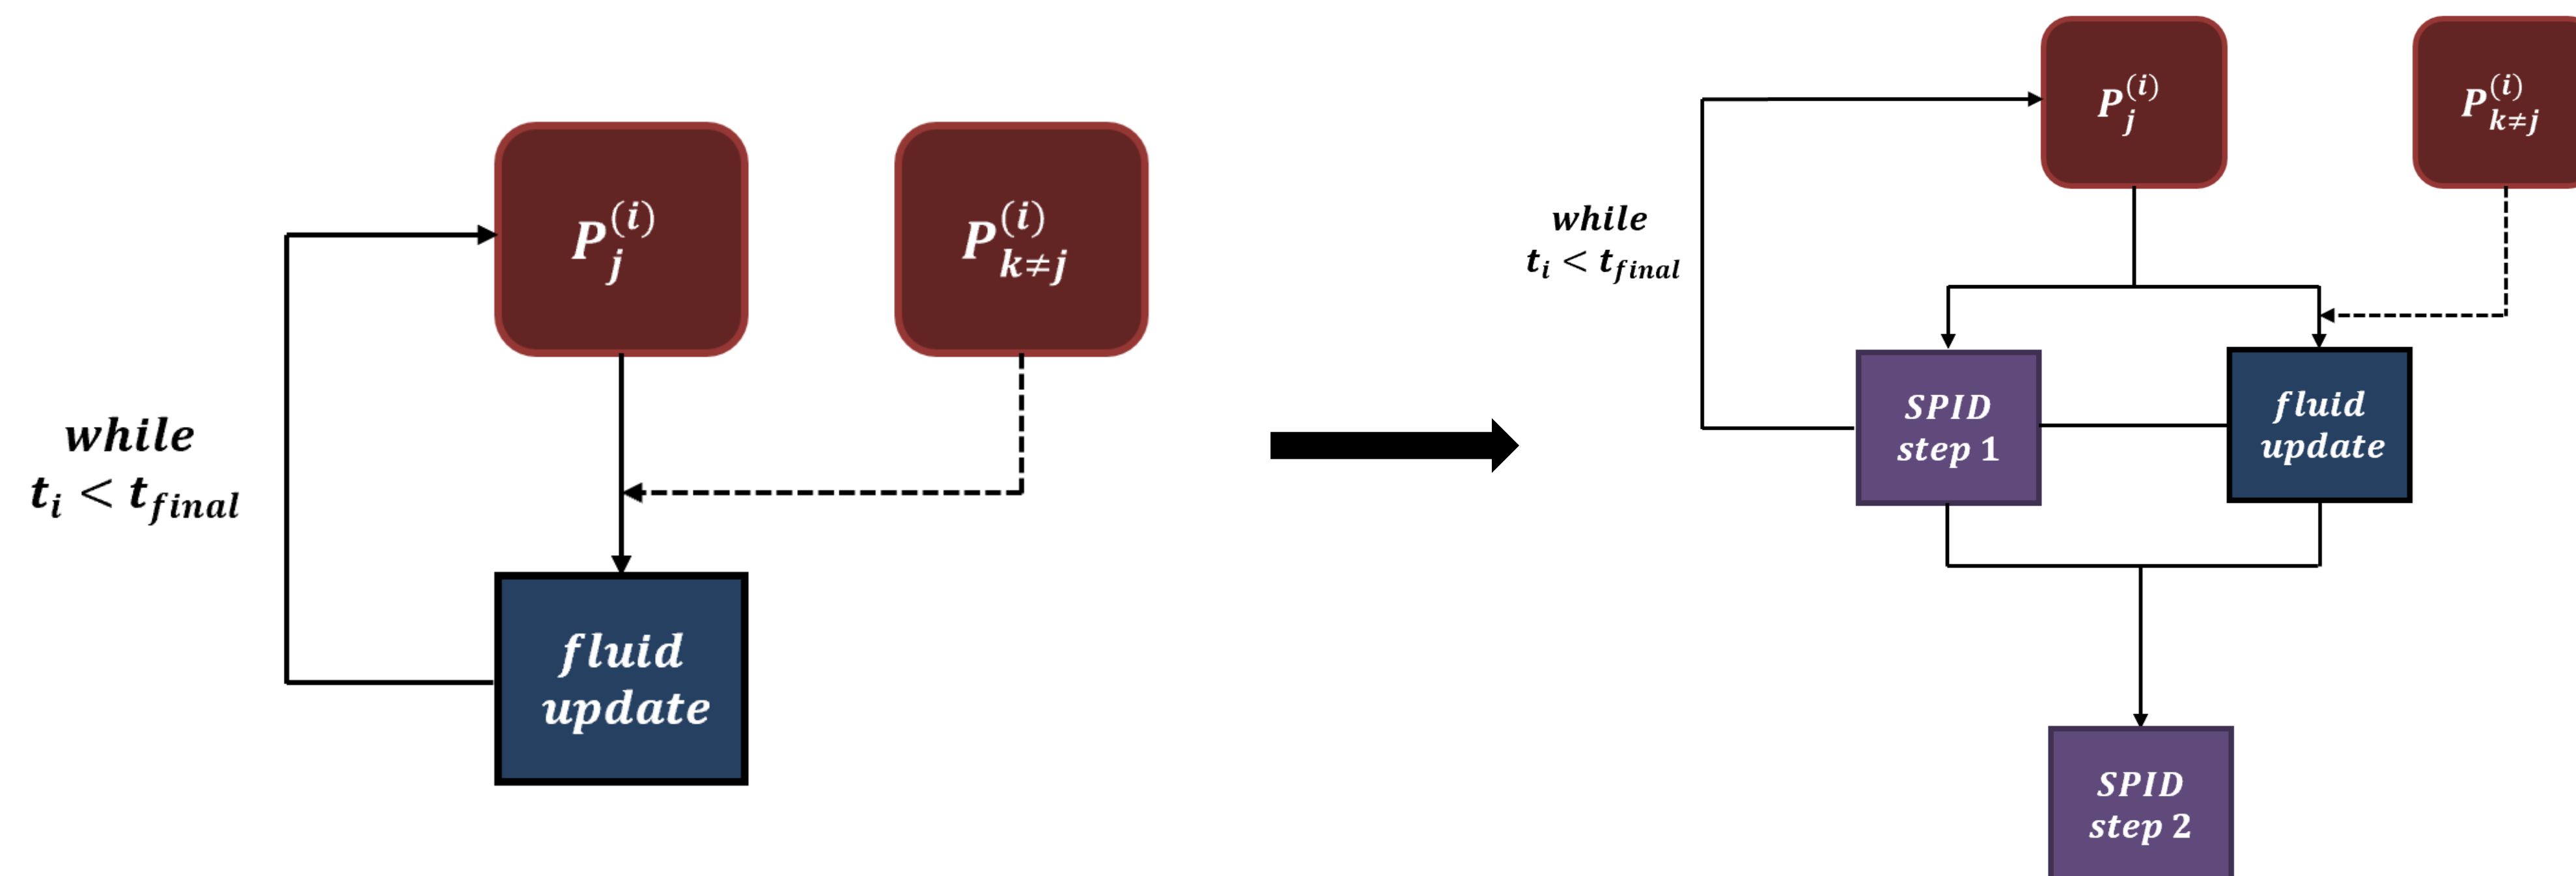 while
t_i < t_final
P_j^(i)
P_{k≠j}^(i)
fluid
update
while
t_i < t_final
P_j^(i)
P_{k≠j}^(i)
SPID
step 1
fluid
update
SPID
step 2